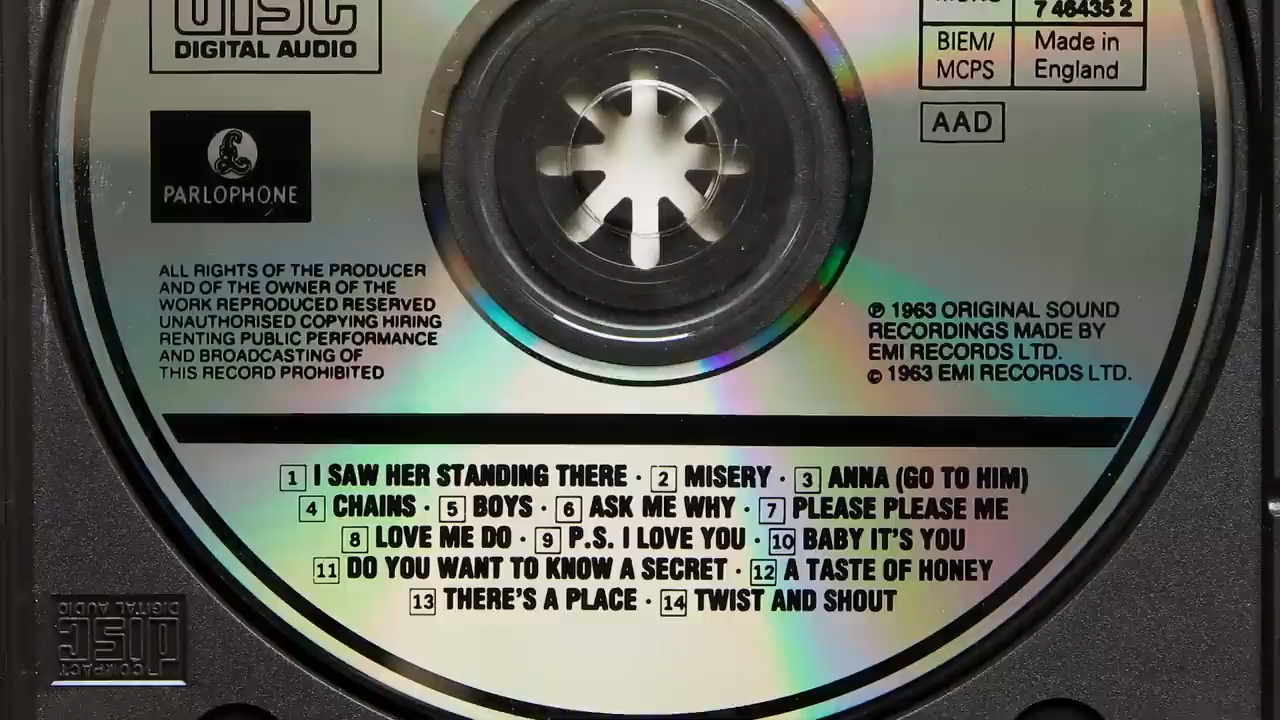 DISC
DIGITAL AUDIO
7 46435 2
BIEM/
MCPS
Made in
England
AAD
PARLOPHONE
ALL RIGHTS OF THE PRODUCER
AND OF THE OWNER OF THE
WORK REPRODUCED RESERVED
UNAUTHORISED COPYING HIRING
RENTING PUBLIC PERFORMANCE
AND BROADCASTING OF
THIS RECORD PROHIBITED
℗ 1963 ORIGINAL SOUND
RECORDINGS MADE BY
EMI RECORDS LTD.
© 1963 EMI RECORDS LTD.
1 I SAW HER STANDING THERE · 2 MISERY · 3 ANNA (GO TO HIM)
4 CHAINS · 5 BOYS · 6 ASK ME WHY · 7 PLEASE PLEASE ME
8 LOVE ME DO · 9 P.S. I LOVE YOU · 10 BABY IT'S YOU
11 DO YOU WANT TO KNOW A SECRET · 12 A TASTE OF HONEY
13 THERE'S A PLACE · 14 TWIST AND SHOUT
COMPACT
disc
DIGITAL AUDIO